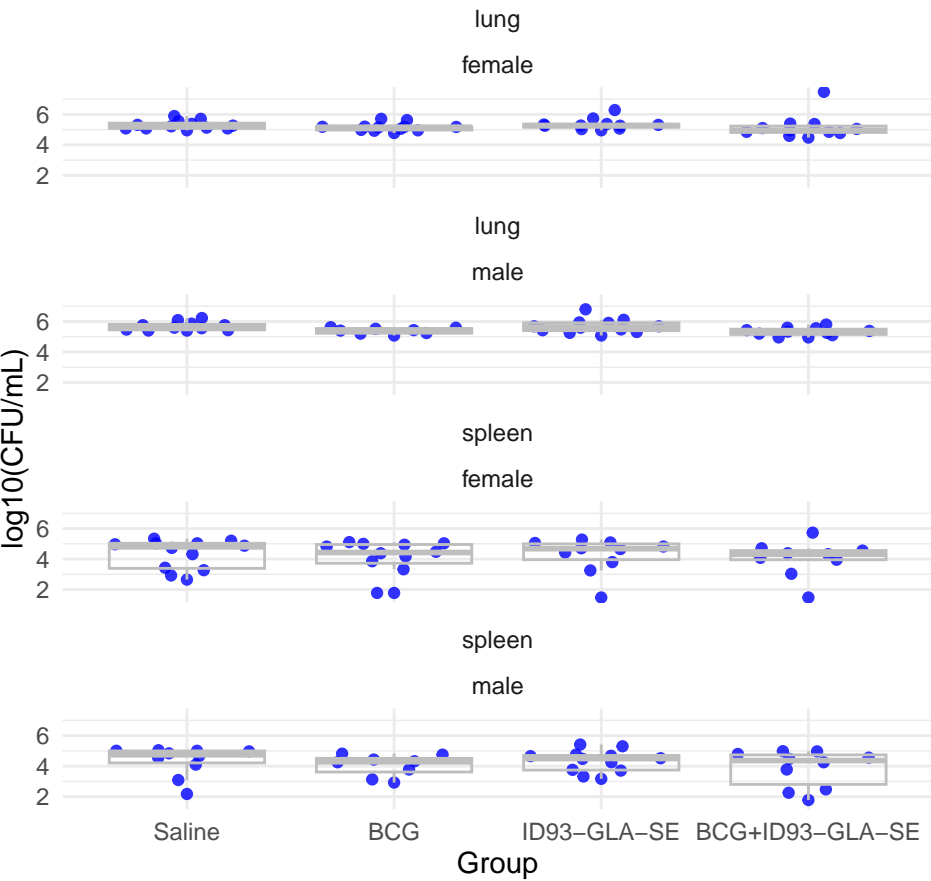 lung
female
6
4
2
lung
male
6
4
2
log10(CFU/mL)
spleen
female
6
4
2
spleen
male
6
4
2
Saline BCG ID93−GLA−SE BCG+ID93−GLA−SE
Group